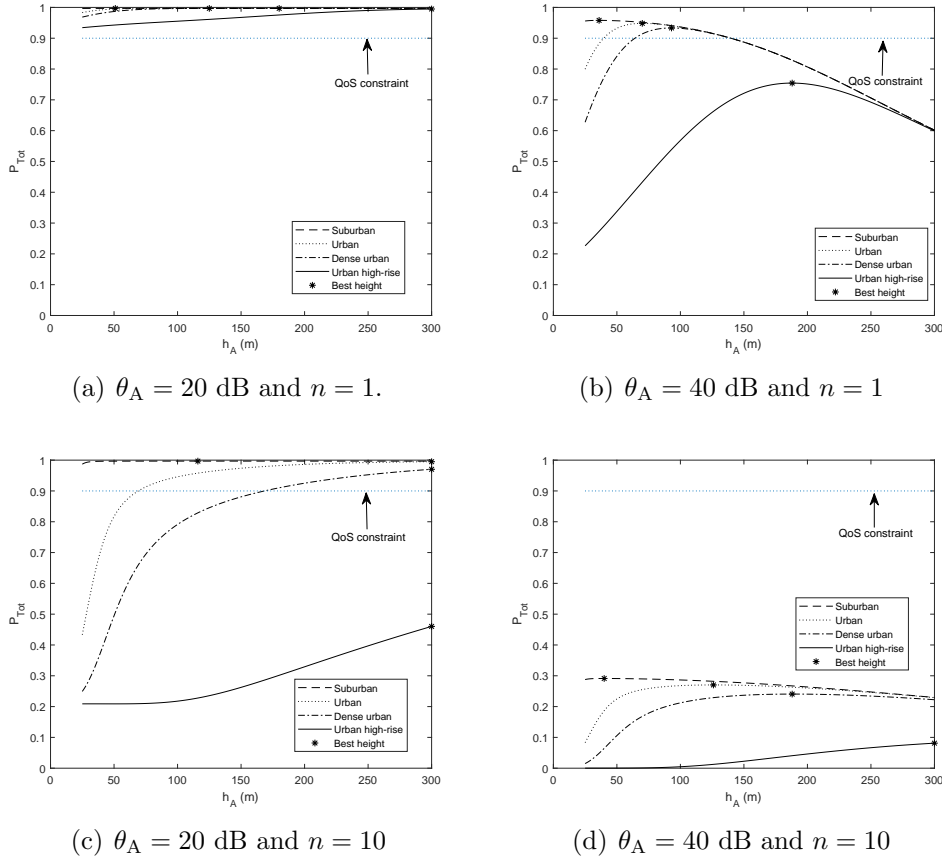 1
0.9
0.8
0.7
0.6
0.5
0.4
0.3
0.2
0.1
0
P_Tot
QoS constraint
Suburban
Urban
Dense urban
Urban high-rise
Best height
0 50 100 150 200 250 300
h_A (m)
(a) θ_A = 20 dB and n = 1.
1
0.9
0.8
0.7
0.6
0.5
0.4
0.3
0.2
0.1
0
P_Tot
QoS constraint
Suburban
Urban
Dense urban
Urban high-rise
Best height
0 50 100 150 200 250 300
h_A (m)
(b) θ_A = 40 dB and n = 1
1
0.9
0.8
0.7
0.6
0.5
0.4
0.3
0.2
0.1
0
P_Tot
QoS constraint
Suburban
Urban
Dense urban
Urban high-rise
Best height
0 50 100 150 200 250 300
h_A (m)
(c) θ_A = 20 dB and n = 10
1
0.9
0.8
0.7
0.6
0.5
0.4
0.3
0.2
0.1
0
P_Tot
QoS constraint
Suburban
Urban
Dense urban
Urban high-rise
Best height
0 50 100 150 200 250 300
h_A (m)
(d) θ_A = 40 dB and n = 10